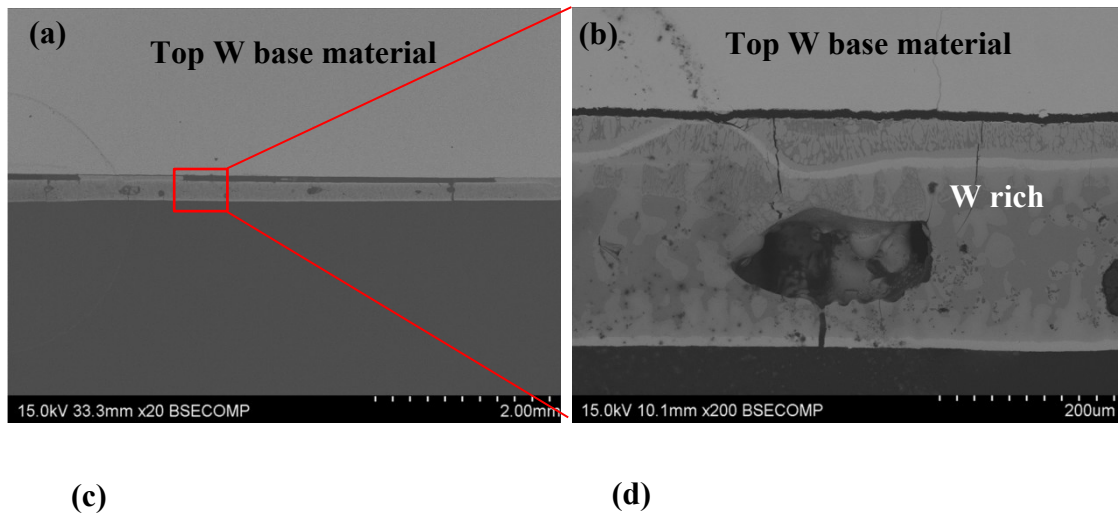 (a)
Top W base material
15.0kV 33.3mm x20 BSECOMP
2.00mm
(b)
Top W base material
W rich
15.0kV 10.1mm x200 BSECOMP
200um
(c)
(d)